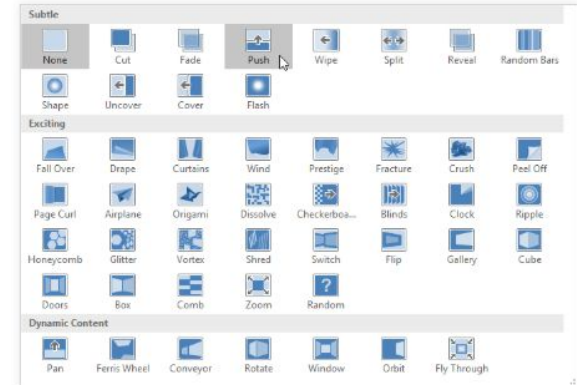 Subtle
None Cut Fade Push Wipe Split Reveal Random Bars
Shape Uncover Cover Flash
Exciting
Fall Over Drape Curtains Wind Prestige Fracture Crush Peel Off
Page Curl Airplane Origami Dissolve Checkerboa... Blinds Clock Ripple
Honeycomb Glitter Vortex Shred Switch Flip Gallery Cube
Doors Box Comb Zoom Random
Dynamic Content
Pan Ferris Wheel Conveyor Rotate Window Orbit Fly Through